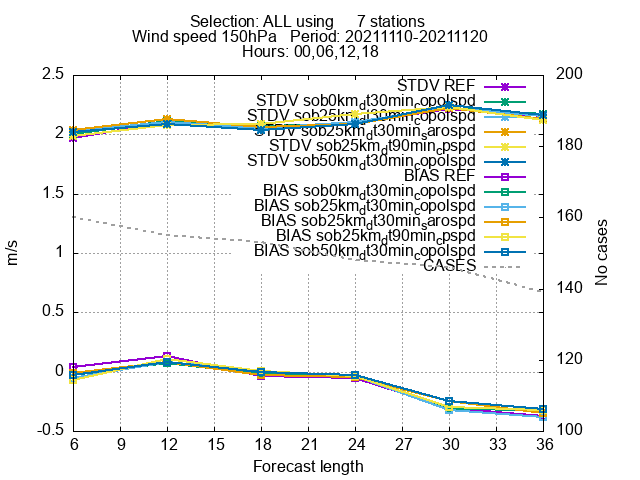 Selection: ALL using 7 stations
Wind speed 150hPa Period: 20211110-20211120
Hours: 00,06,12,18
2.5
2
1.5
1
0.5
0
-0.5
m/s
200
180
160
140
120
100
No cases
STDV REF
STDV sob0km_dt30min_copolspd
STDV sob25km_dt30min_copolspd
STDV sob25km_dt30min_sarospd
STDV sob25km_dt90min_cpspd
STDV sob50km_dt30min_copolspd
BIAS REF
BIAS sob0km_dt30min_copolspd
BIAS sob25km_dt30min_copolspd
BIAS sob25km_dt30min_sarospd
BIAS sob25km_dt90min_cpspd
BIAS sob50km_dt30min_copolspd
CASES
6 9 12 15 18 21 24 27 30 33 36
Forecast length